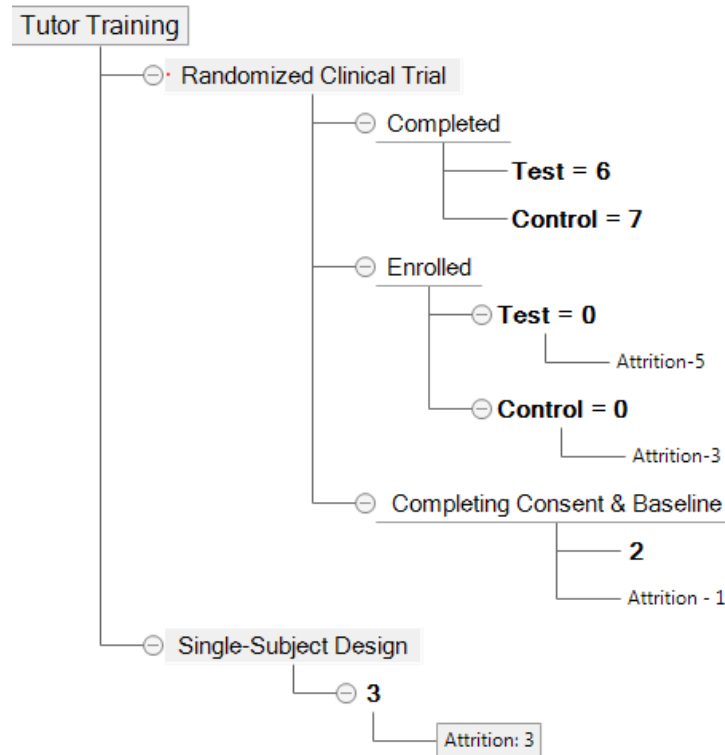 Tutor Training
Randomized Clinical Trial
Completed
Test = 6
Control = 7
Enrolled
Test = 0
Attrition-5
Control = 0
Attrition-3
Completing Consent & Baseline
2
Attrition - 1
Single-Subject Design
3
Attrition: 3